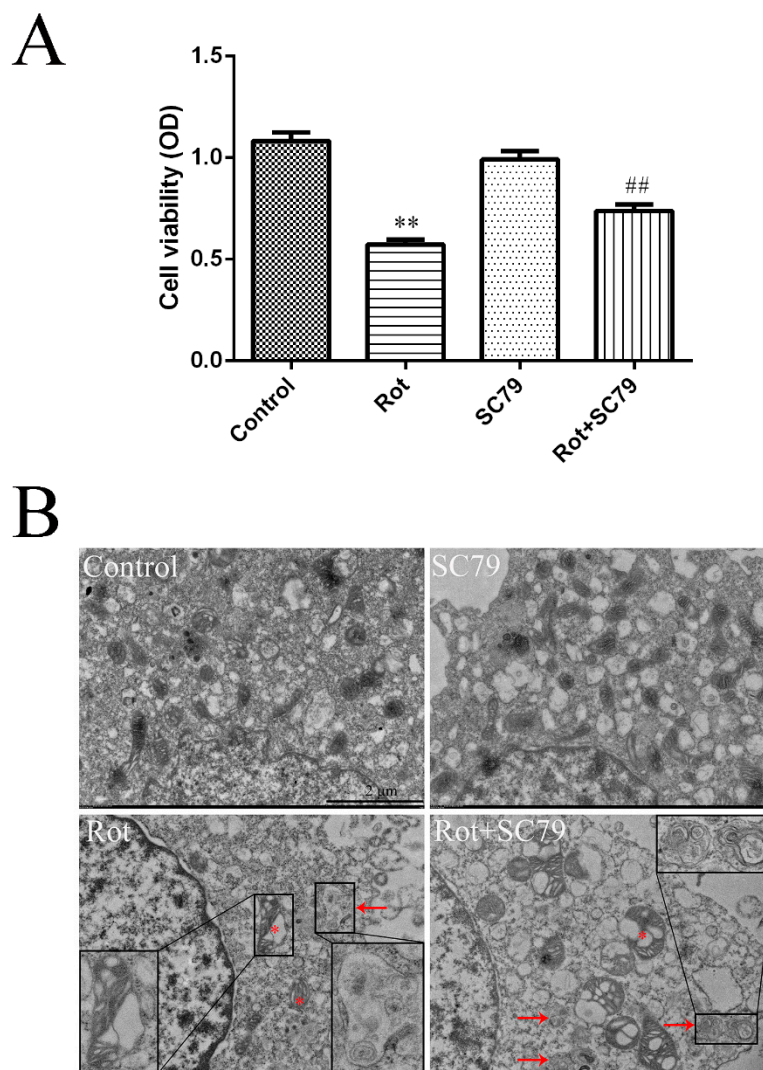 A
Cell viability (OD)
1.5
1.0
0.5
0.0
**
##
Control
Rot
SC79
Rot+SC79
B
Control
SC79
2 μm
Rot
Rot+SC79
*
*
*